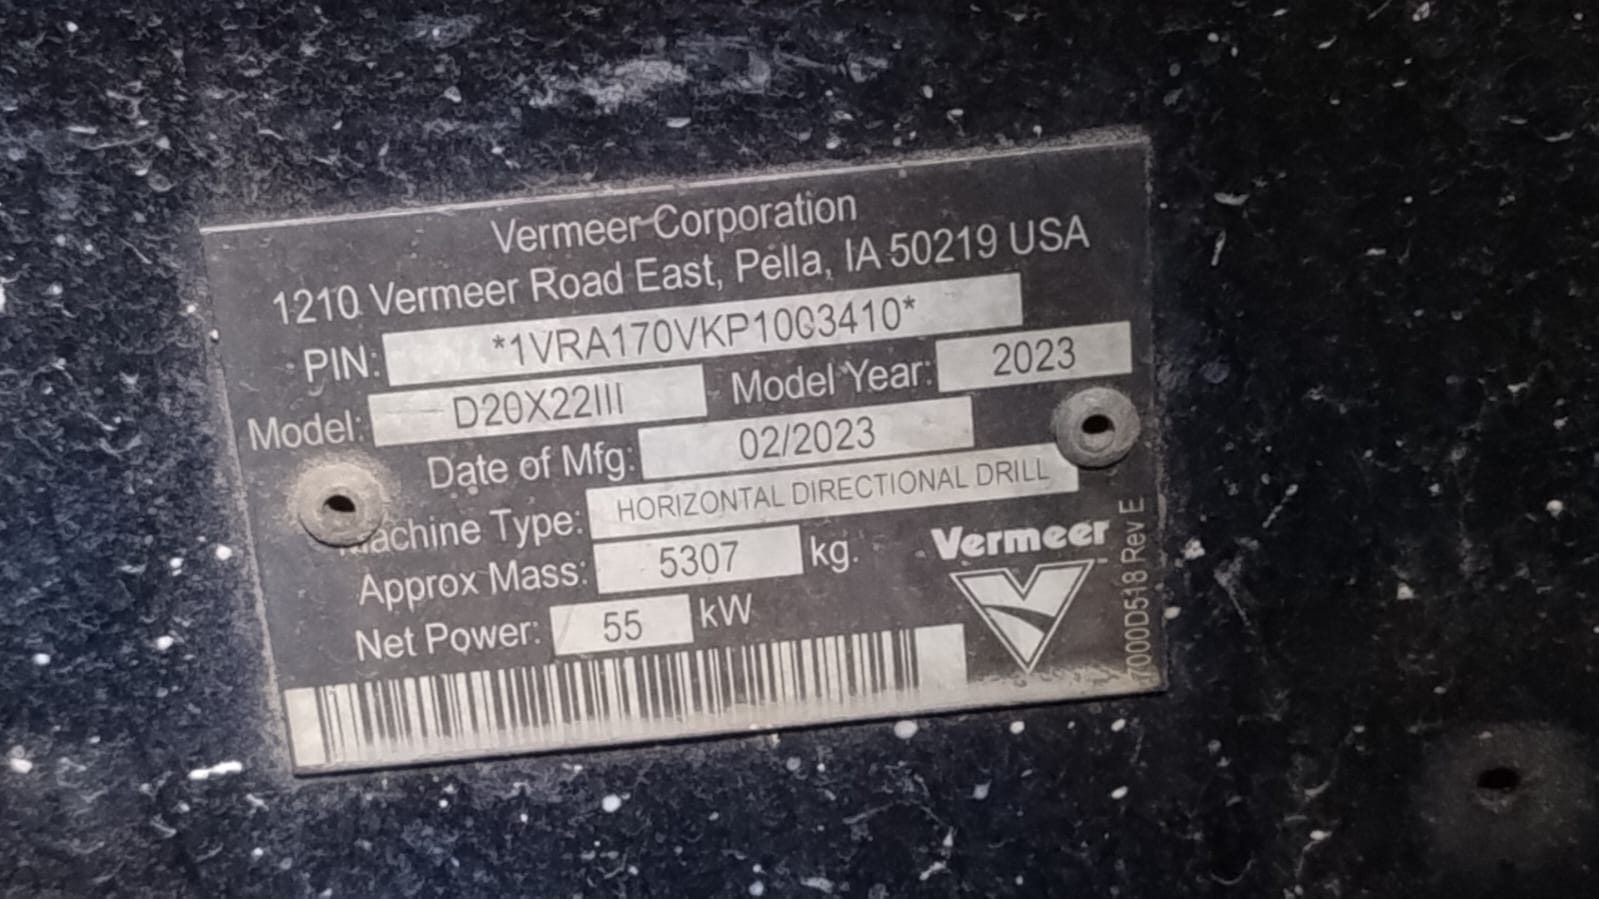 Vermeer Corporation
1210 Vermeer Road East, Pella, IA 50219 USA
PIN: *1VRA170VKP1003410*
Model: D20X22III Model Year: 2023
Date of Mfg: 02/2023
Machine Type: HORIZONTAL DIRECTIONAL DRILL
Approx Mass: 5307 kg.
Net Power: 55 kW
Vermeer
7000D518 Rev E